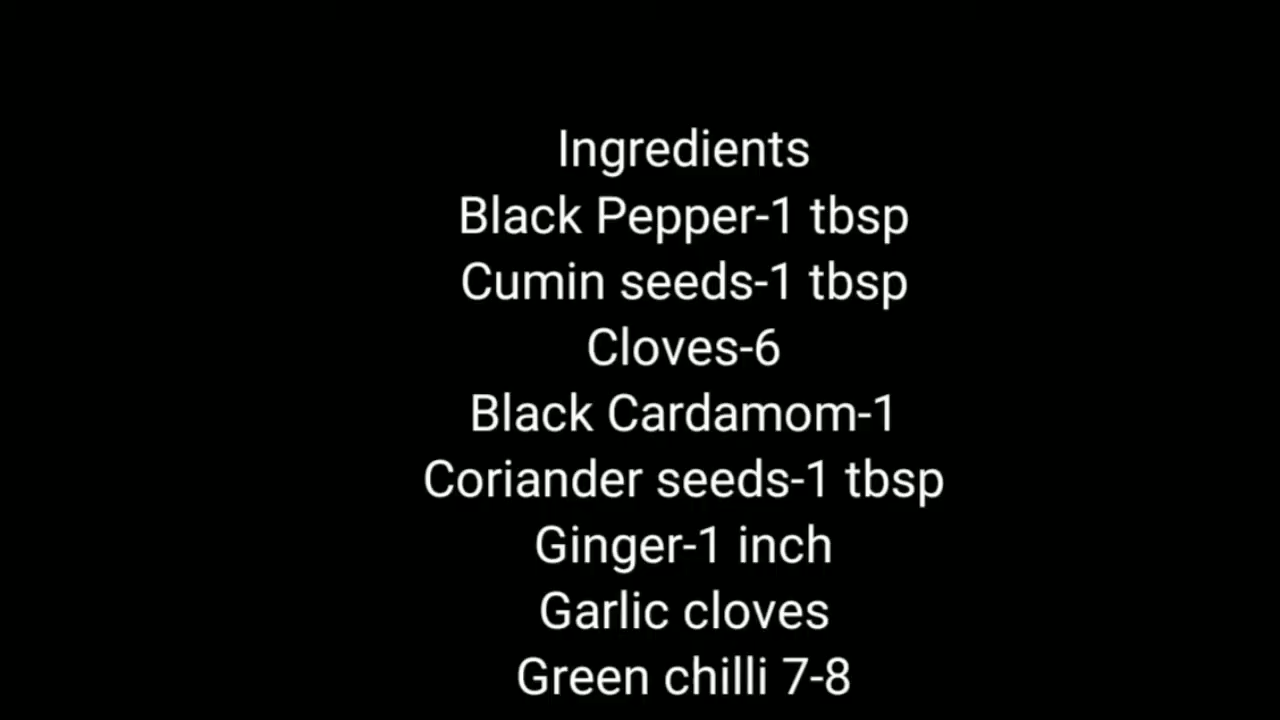 Ingredients
Black Pepper-1 tbsp
Cumin seeds-1 tbsp
Cloves-6
Black Cardamom-1
Coriander seeds-1 tbsp
Ginger-1 inch
Garlic cloves
Green chilli 7-8